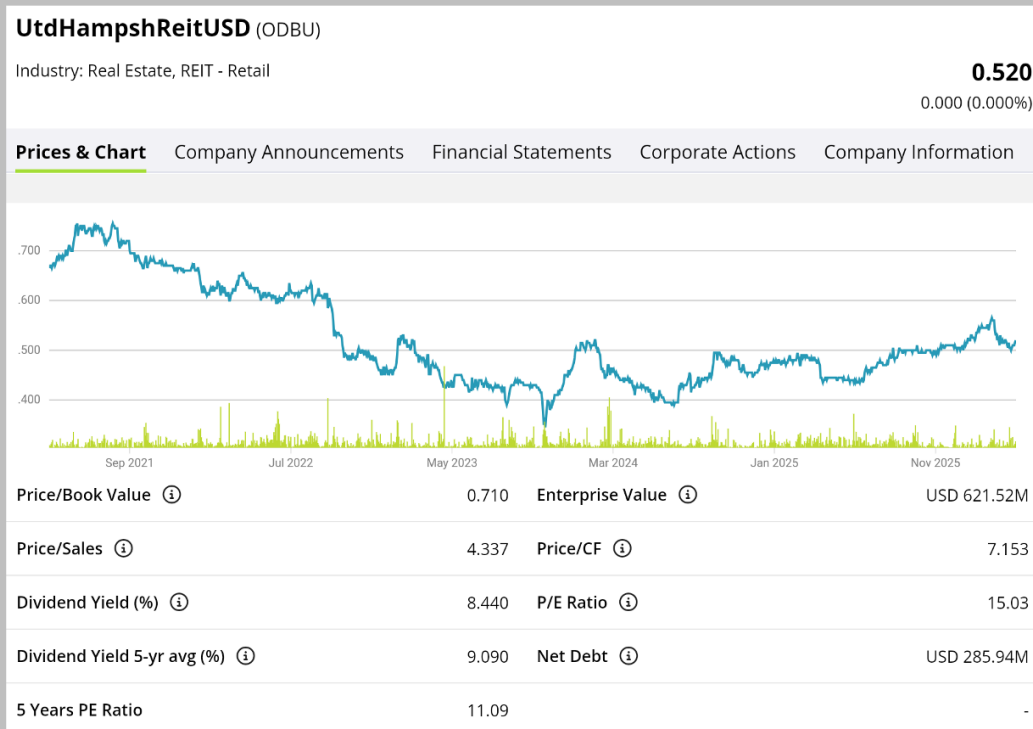 UtdHampshReitUSD (ODBU)
Industry: Real Estate, REIT - Retail
0.520
0.000 (0.000%)
Prices & Chart Company Announcements Financial Statements Corporate Actions Company Information
.700
.600
.500
.400
Sep 2021 Jul 2022 May 2023 Mar 2024 Jan 2025 Nov 2025
Price/Book Value 0.710 Enterprise Value USD 621.52M
Price/Sales 4.337 Price/CF 7.153
Dividend Yield (%) 8.440 P/E Ratio 15.03
Dividend Yield 5-yr avg (%) 9.090 Net Debt USD 285.94M
5 Years PE Ratio 11.09 -